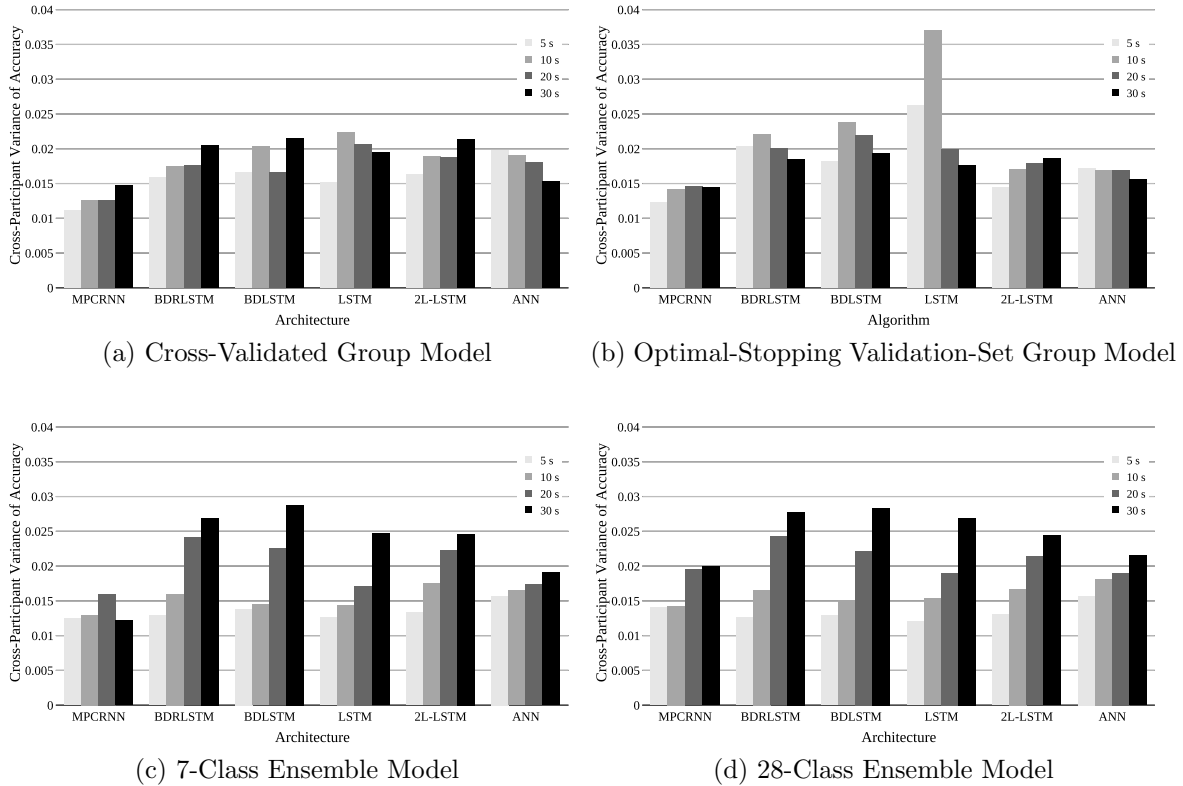 Cross-Participant Variance of Accuracy
0.04
0.035
0.03
0.025
0.02
0.015
0.01
0.005
0
5 s
10 s
20 s
30 s
MPCRNN BDRLSTM BDLSTM LSTM 2L-LSTM ANN
Architecture
(a) Cross-Validated Group Model
Cross-Participant Variance of Accuracy
0.04
0.035
0.03
0.025
0.02
0.015
0.01
0.005
0
5 s
10 s
20 s
30 s
MPCRNN BDRLSTM BDLSTM LSTM 2L-LSTM ANN
Algorithm
(b) Optimal-Stopping Validation-Set Group Model
Cross-Participant Variance of Accuracy
0.04
0.035
0.03
0.025
0.02
0.015
0.01
0.005
0
5 s
10 s
20 s
30 s
MPCRNN BDRLSTM BDLSTM LSTM 2L-LSTM ANN
Architecture
(c) 7-Class Ensemble Model
Cross-Participant Variance of Accuracy
0.04
0.035
0.03
0.025
0.02
0.015
0.01
0.005
0
5 s
10 s
20 s
30 s
MPCRNN BDRLSTM BDLSTM LSTM 2L-LSTM ANN
Architecture
(d) 28-Class Ensemble Model